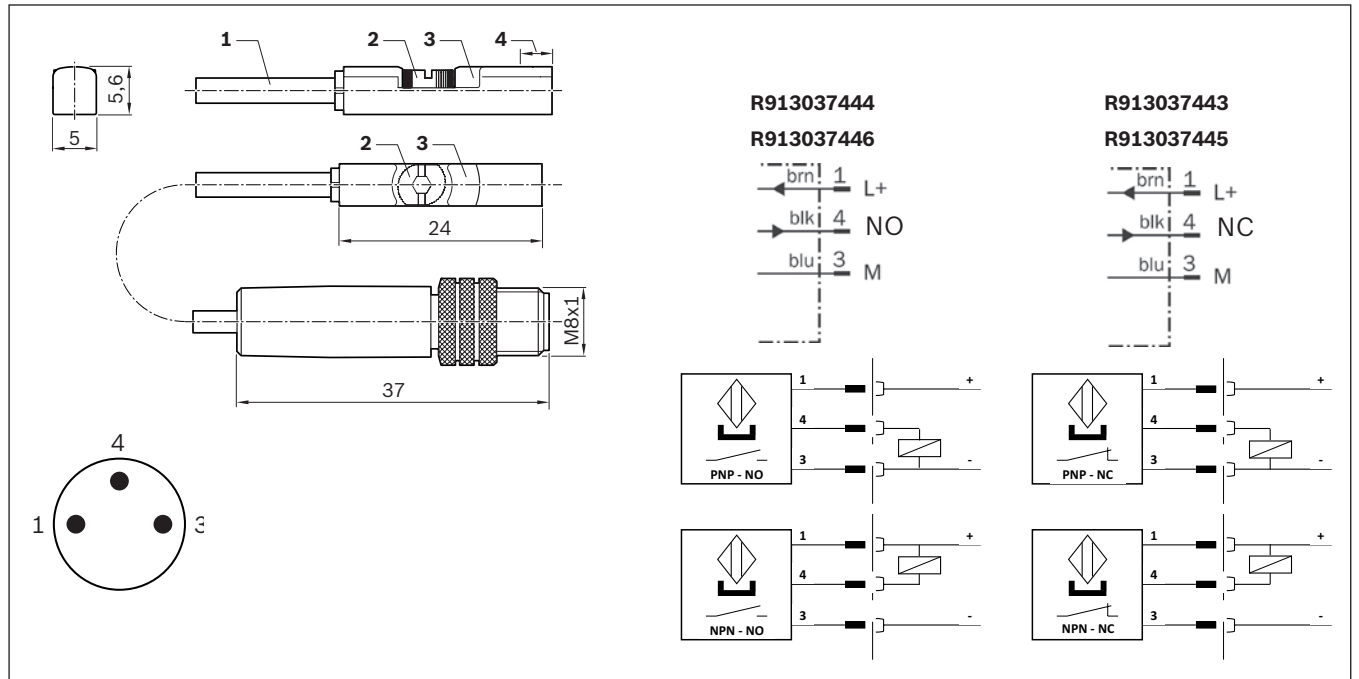 1
2
3
4
5,6
5
2
3
24
M8x1
37
4
1
3
R913037444
R913037446
brn 1 L+
blk 4 NO
blu 3 M
R913037443
R913037445
brn 1 L+
blk 4 NC
blu 3 M
1 +
4
3 -
PNP - NO
1 +
4
3 -
PNP - NC
1 +
4
3 -
NPN - NO
1 +
4
3 -
NPN - NC